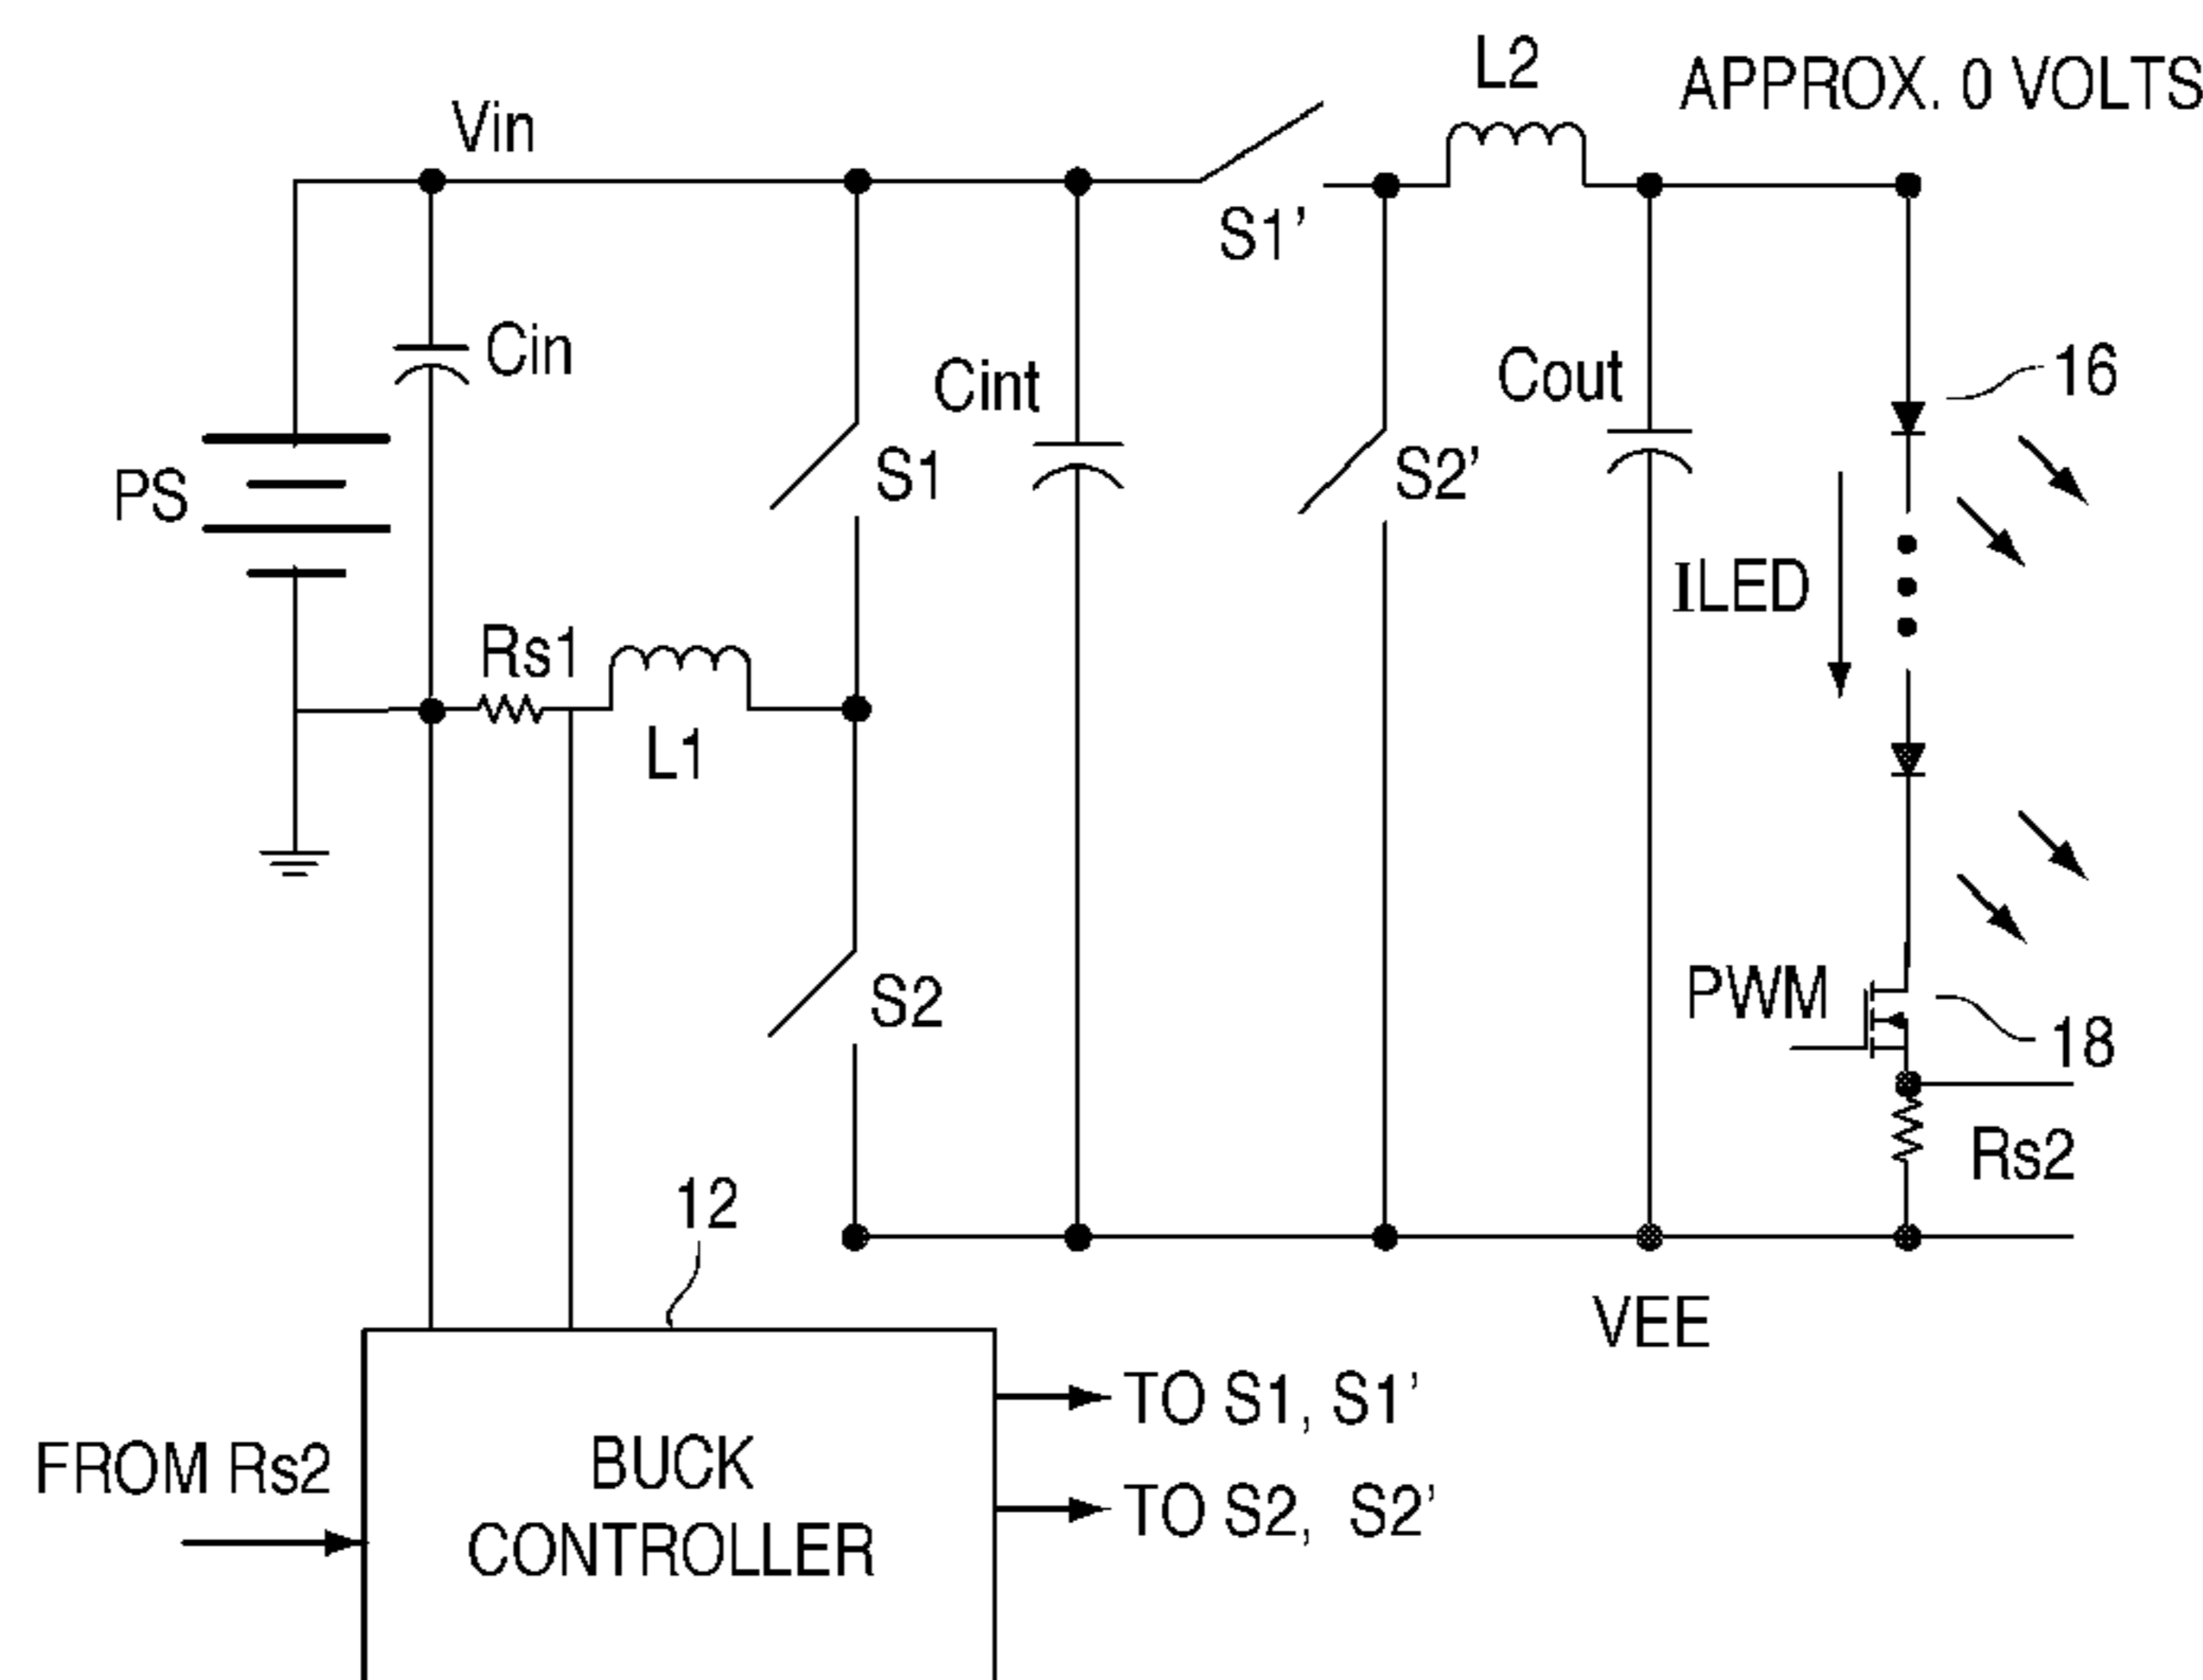 L2
APPROX. 0 VOLTS
Vin
S1’
Cin
Cint
Cout
16
S1
S2’
PS
ILED
Rs1
L1
PWM
S2
18
Rs2
12
VEE
TO S1, S1’
FROM Rs2
BUCK
CONTROLLER
TO S2, S2’